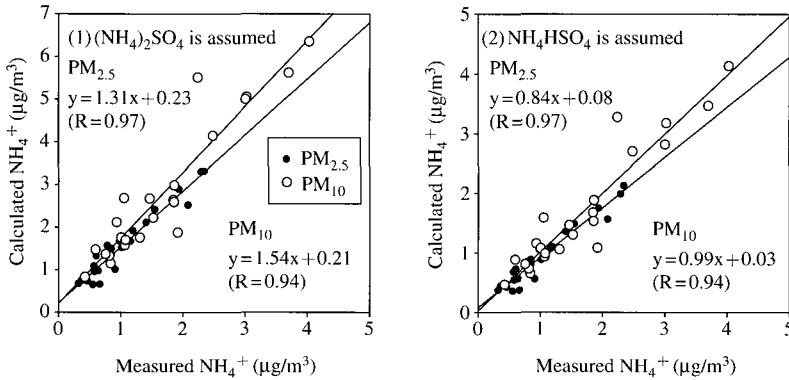 (1) (NH₄)₂SO₄ is assumed
PM₂.₅
y=1.31x+0.23
(R=0.97)
PM₂.₅
PM₁₀
PM₁₀
y=1.54x+0.21
(R=0.94)
Calculated NH₄⁺ (μg/m³)
7
6
5
4
3
2
1
0
0 1 2 3 4 5
Measured NH₄⁺ (μg/m³)
(2) NH₄HSO₄ is assumed
PM₂.₅
y=0.84x+0.08
(R=0.97)
PM₁₀
y=0.99x+0.03
(R=0.94)
Calculated NH₄⁺ (μg/m³)
5
4
3
2
1
0
0 1 2 3 4 5
Measured NH₄⁺ (μg/m³)